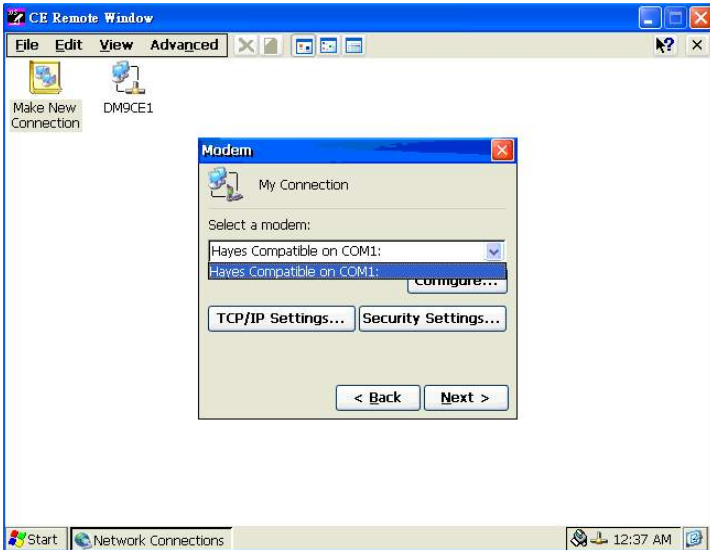 CE Remote Window
File Edit View Advanced
Make New
Connection
DM9CE1
Modem
My Connection
Select a modem:
Hayes Compatible on COM1:
Hayes Compatible on COM1:
Configure...
TCP/IP Settings... Security Settings...
< Back Next >
Start Network Connections 12:37 AM